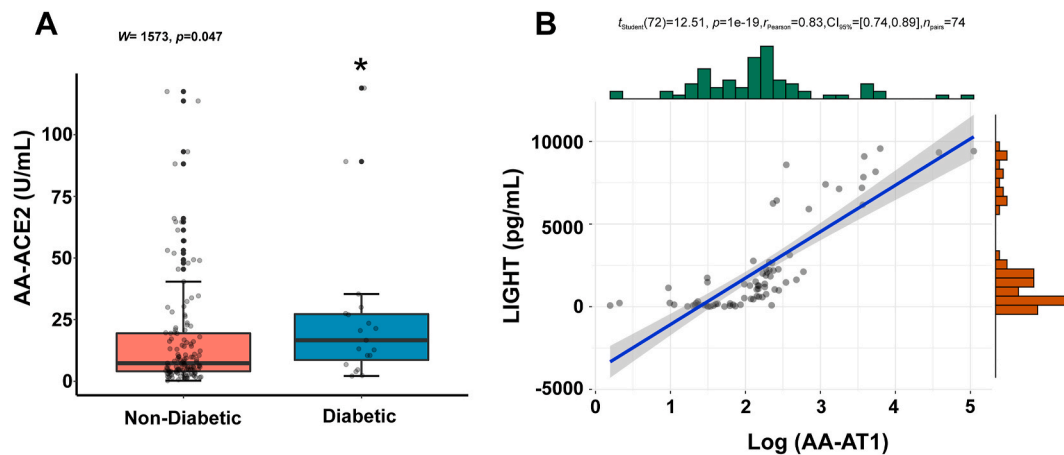 A
W= 1573, p=0.047
*
AA-ACE2 (U/mL)
100
75
50
25
0
Non-Diabetic
Diabetic
B
tStudent(72)=12.51, p=1e-19,rPearson=0.83,CI95%=[0.74,0.89],npairs=74
LIGHT (pg/mL)
10000
5000
0
-5000
0 1 2 3 4 5
Log (AA-AT1)